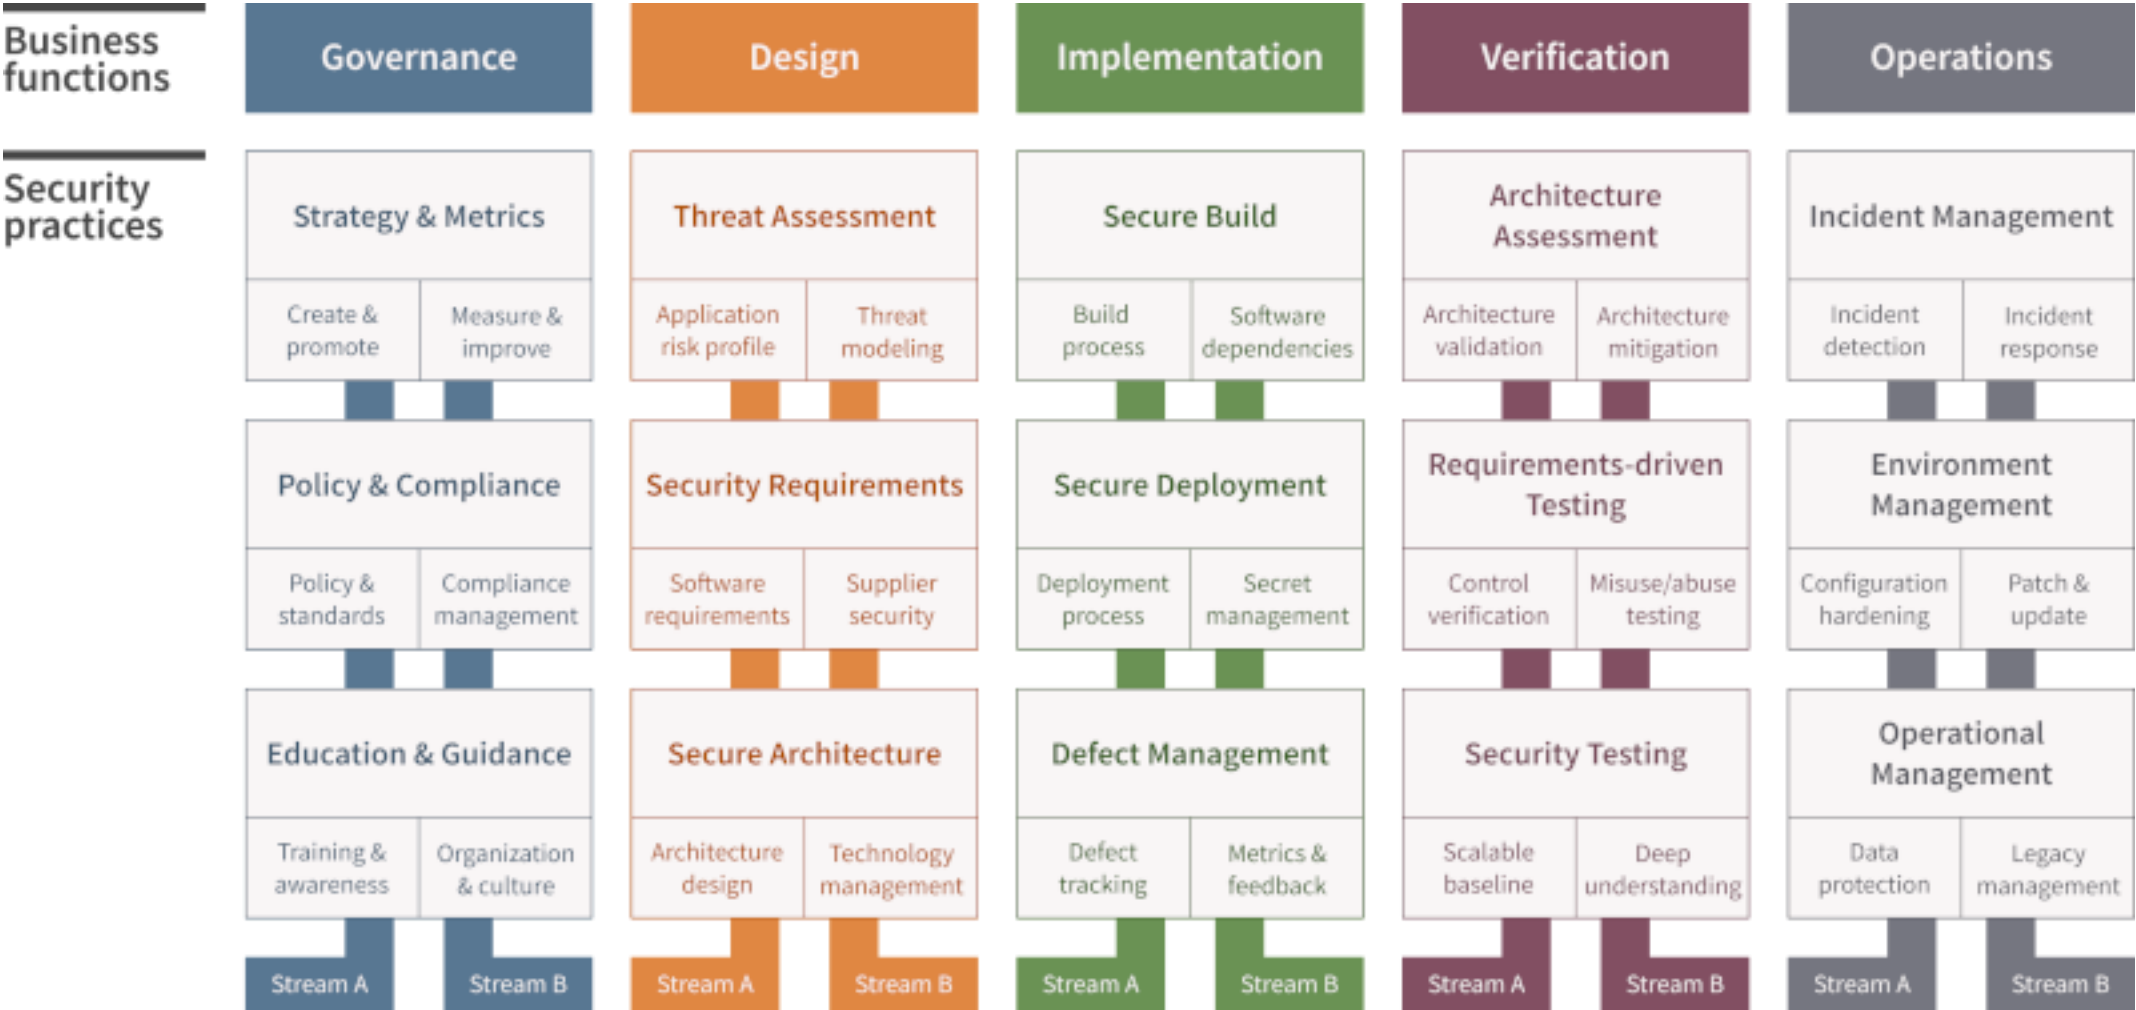 Business
functions
Governance
Design
Implementation
Verification
Operations
Security
practices
Strategy & Metrics
Create &
promote
Measure &
improve
Policy & Compliance
Policy &
standards
Compliance
management
Education & Guidance
Training &
awareness
Organization
& culture
Stream A
Stream B
Threat Assessment
Application
risk profile
Threat
modeling
Security Requirements
Software
requirements
Supplier
security
Secure Architecture
Architecture
design
Technology
management
Stream A
Stream B
Secure Build
Build
process
Software
dependencies
Secure Deployment
Deployment
process
Secret
management
Defect Management
Defect
tracking
Metrics &
feedback
Stream A
Stream B
Architecture
Assessment
Architecture
validation
Architecture
mitigation
Requirements-driven
Testing
Control
verification
Misuse/abuse
testing
Security Testing
Scalable
baseline
Deep
understanding
Stream A
Stream B
Incident Management
Incident
detection
Incident
response
Environment
Management
Configuration
hardening
Patch &
update
Operational
Management
Data
protection
Legacy
management
Stream A
Stream B